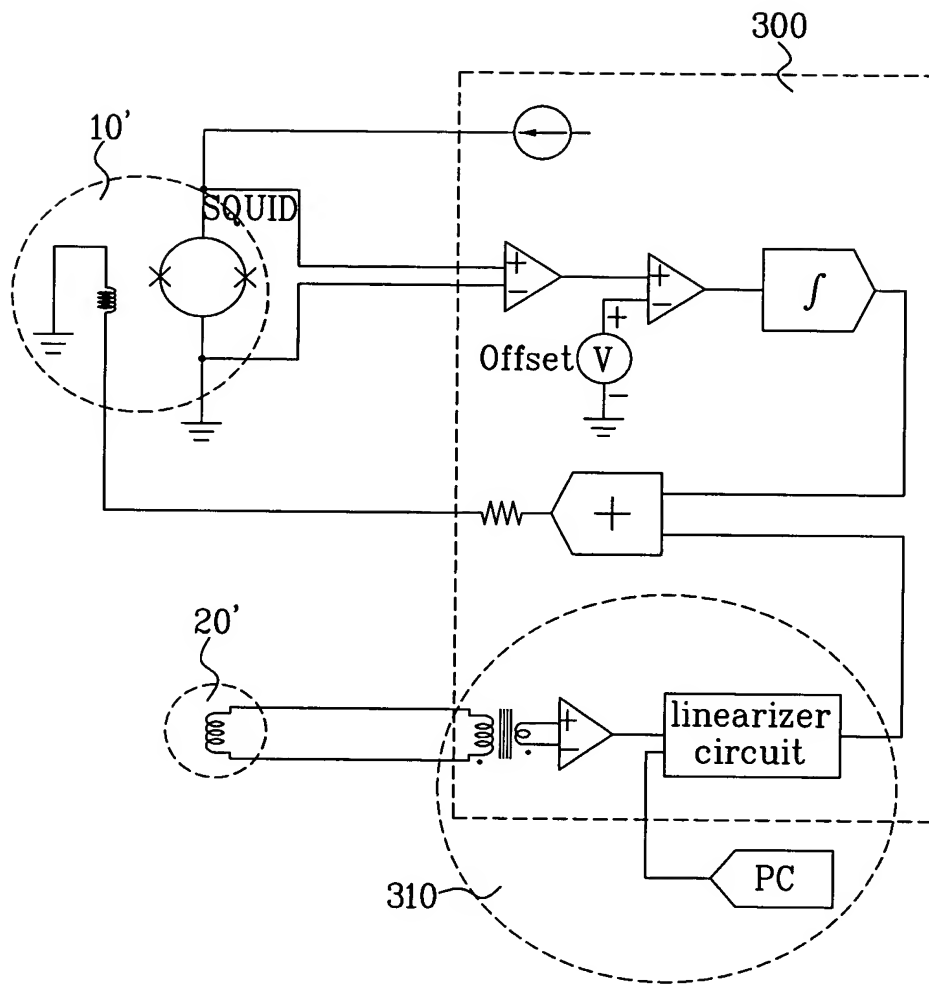 300
10'
SQUID
+
−
+
−
∫
+
Offset V
−
+
20'
+
−
linearizer
circuit
310
PC